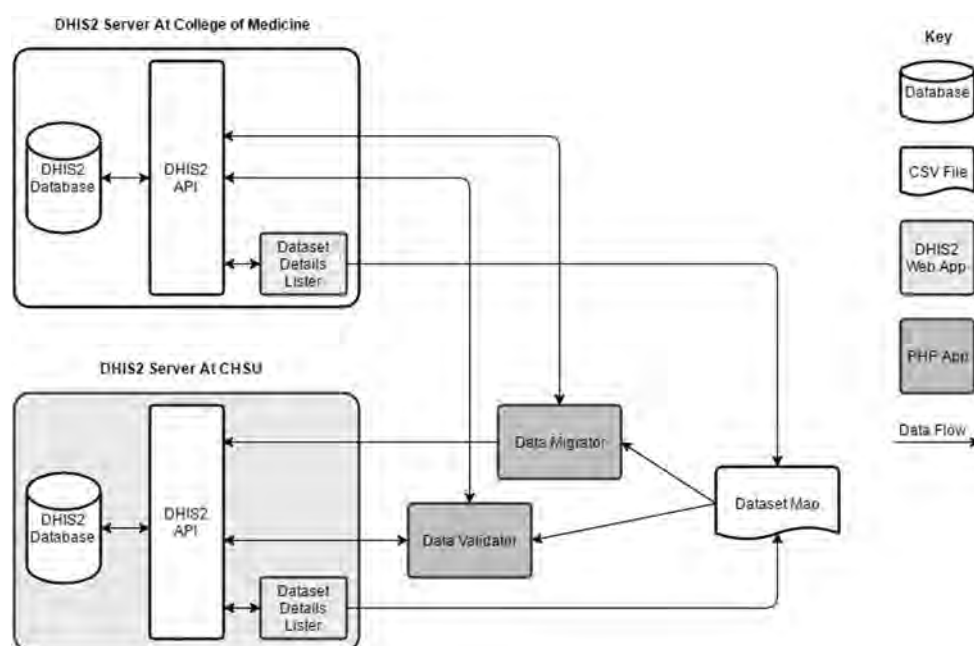 DHIS2 Server At College of Medicine
DHIS2
Database
DHIS2
API
Dataset
Details
Lister
DHIS2 Server At CHSU
DHIS2
Database
DHIS2
API
Dataset
Details
Lister
Data Migrator
Data Validator
Dataset Map
Key
Database
CSV File
DHIS2
Web App
PHP App
Data Flow